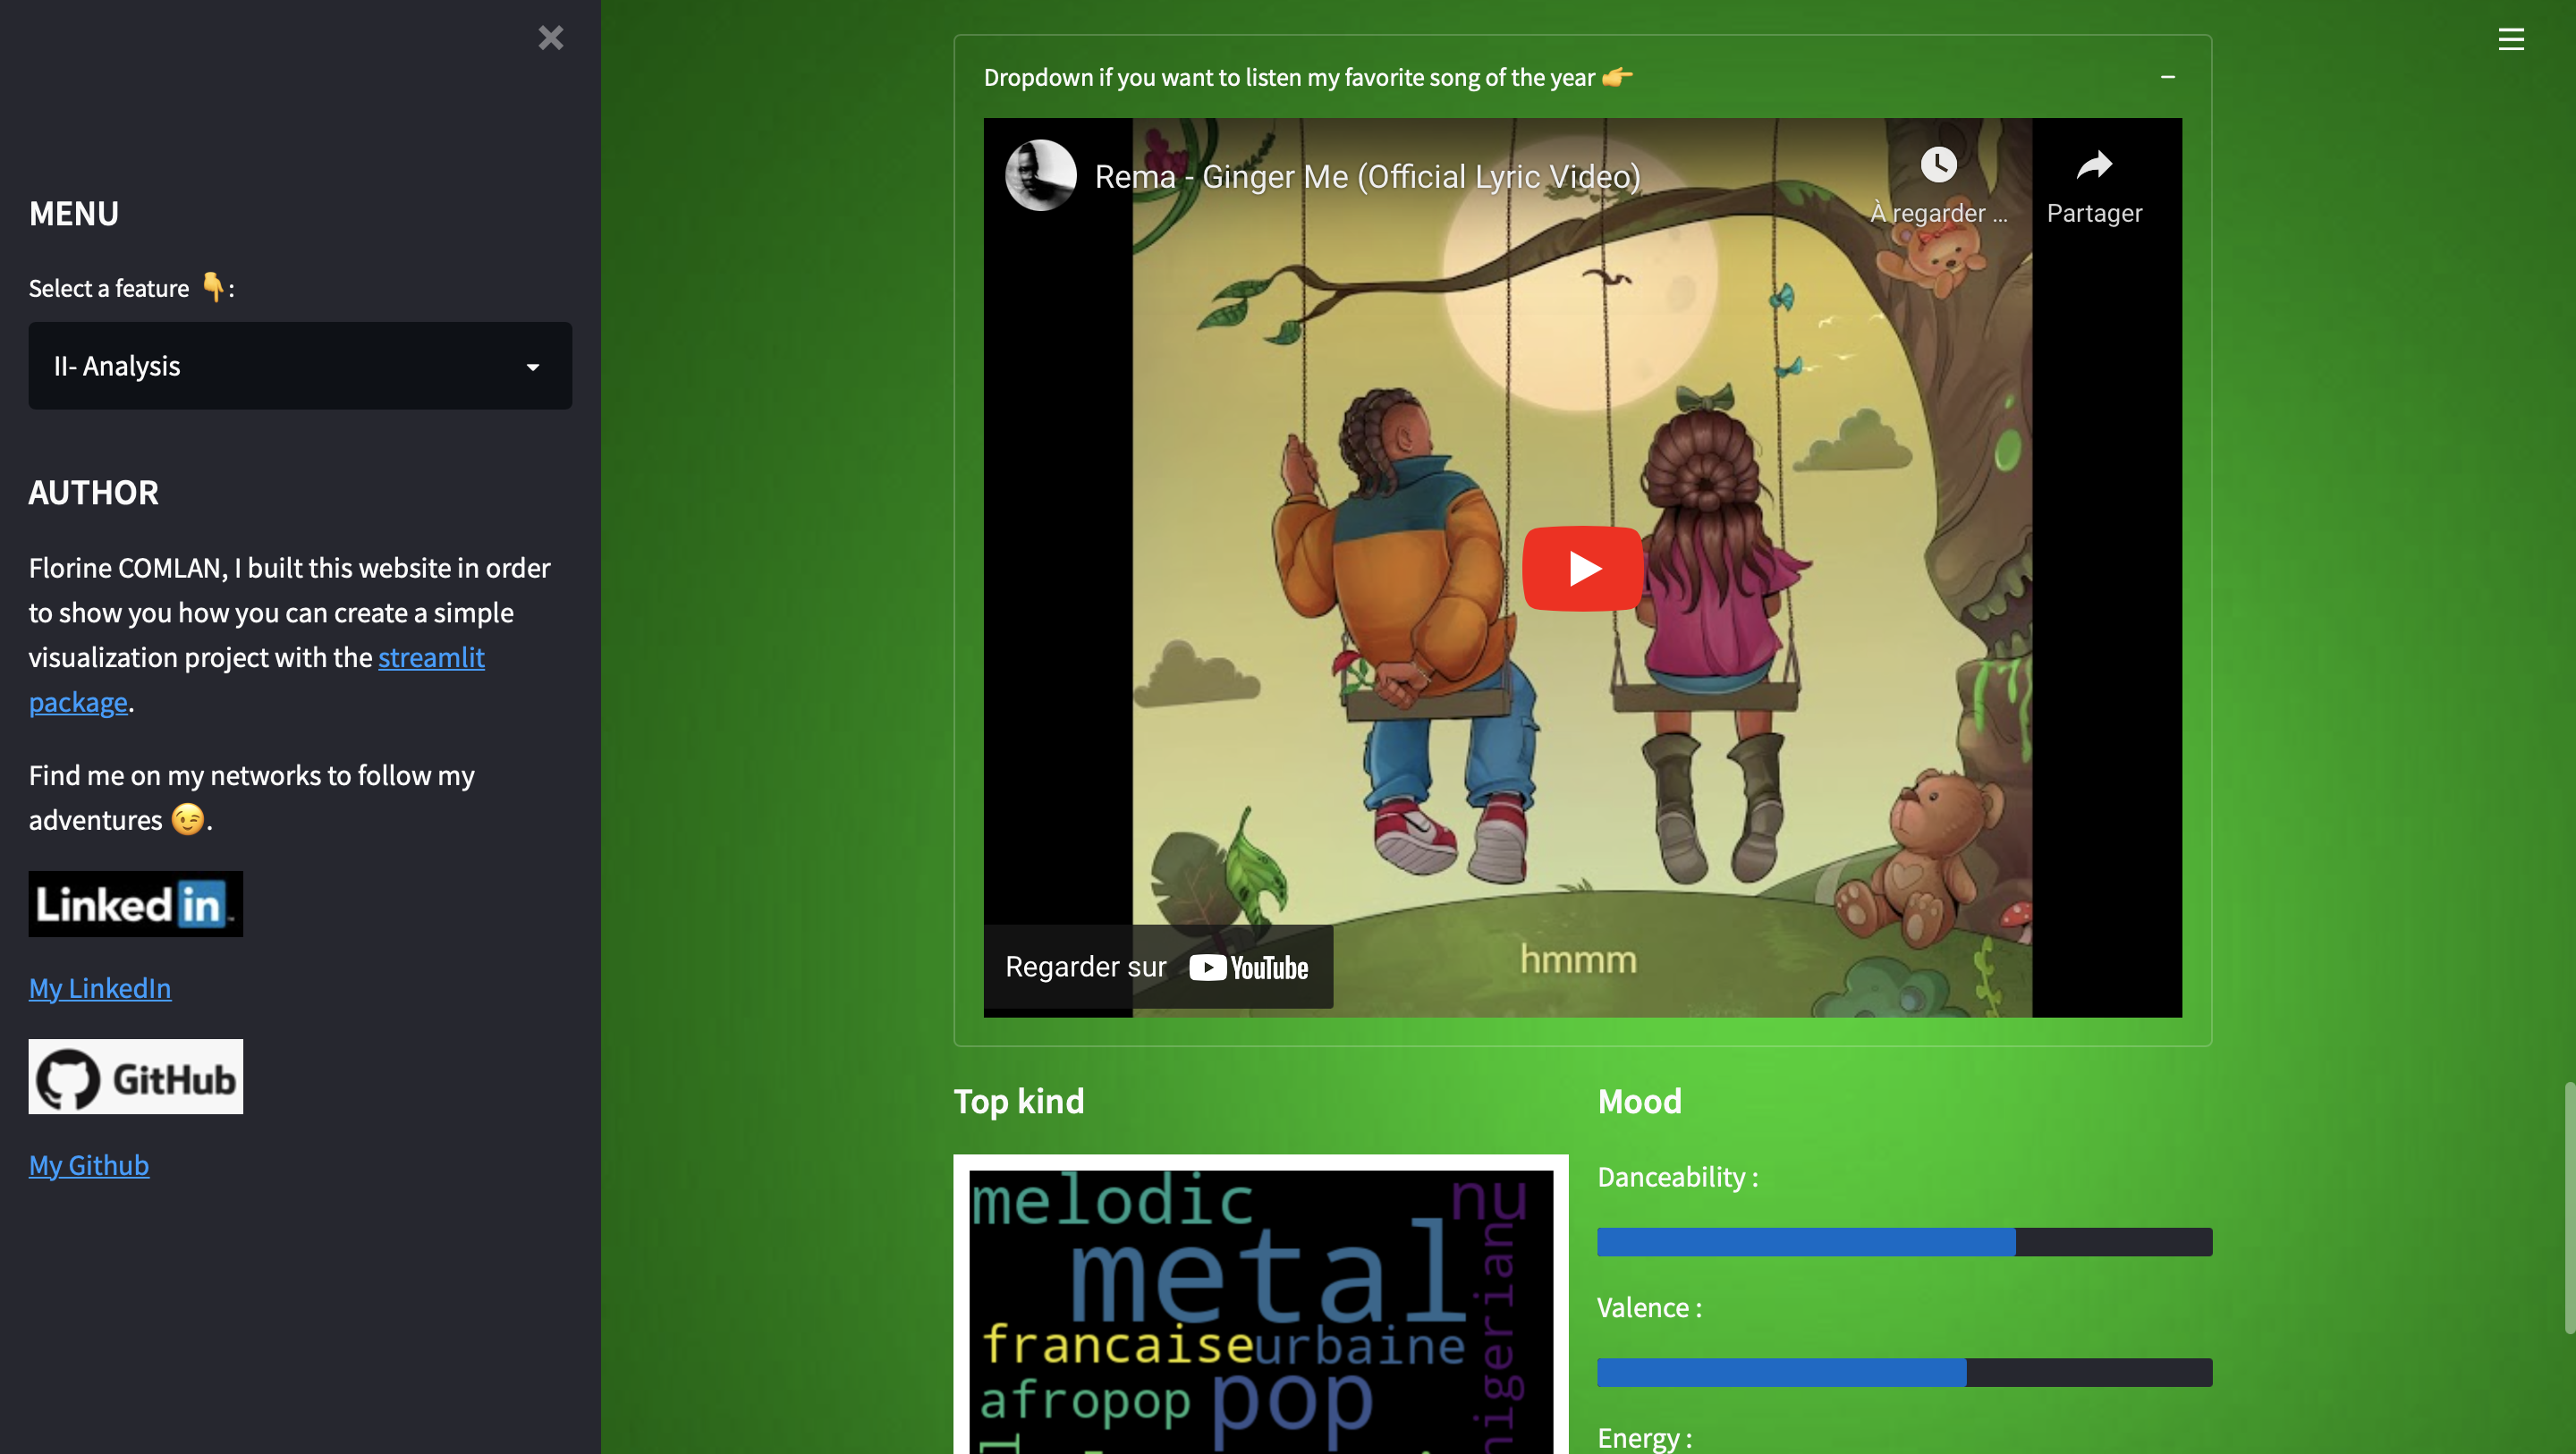 MENU
Select a feature 👇:
II- Analysis
AUTHOR
Florine COMLAN, I built this website in order
to show you how you can create a simple
visualization project with the streamlit
package.
Find me on my networks to follow my
adventures 😉.
Linked in
My LinkedIn
GitHub
My Github
Dropdown if you want to listen my favorite song of the year 👉
Rema - Ginger Me (Official Lyric Video)
À regarder ...
Partager
hmmm
Regarder sur YouTube
Top kind
melodic
nu
metal
nigerian
francaise
urbaine
afropop
pop
Mood
Danceability :
Valence :
Energy :